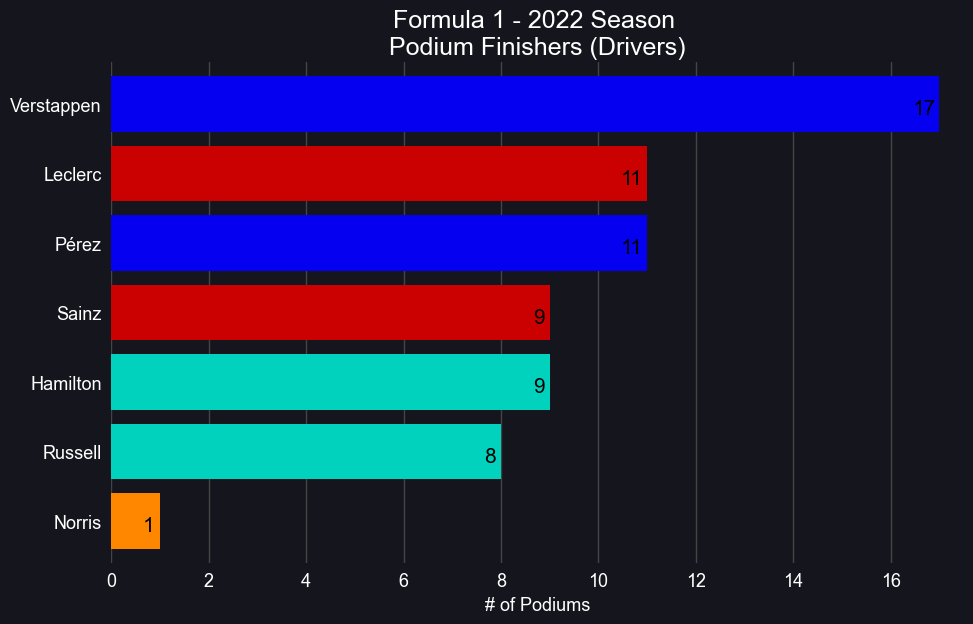 Formula 1 - 2022 Season
Podium Finishers (Drivers)
Verstappen
17
Leclerc
11
Pérez
11
Sainz
9
Hamilton
9
Russell
8
Norris
1
0 2 4 6 8 10 12 14 16
# of Podiums